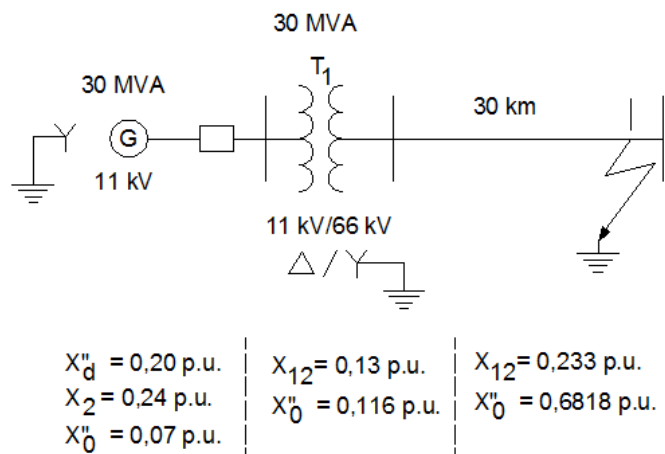 30 MVA
T1
30 MVA
30 km
G
11 kV
11 kV/66 kV
△ / Y
X"d = 0,20 p.u.
X2 = 0,24 p.u.
X"0 = 0,07 p.u.
X12 = 0,13 p.u.
X"0 = 0,116 p.u.
X12 = 0,233 p.u.
X"0 = 0,6818 p.u.